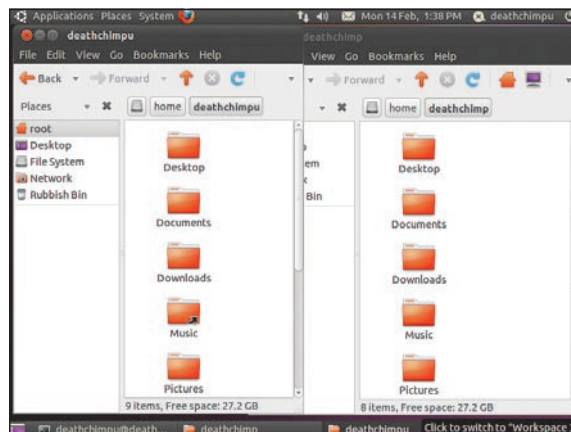 Applications Places System
Mon 14 Feb, 1:38 PM deathchimpu
deathchimpu
File Edit View Go Bookmarks Help
Back Forward
Places home deathchimpu
root
Desktop
File System
Network
Rubbish Bin
Desktop
Documents
Downloads
Music
Pictures
9 items, Free space: 27.2 GB
deathchimp
View Go Bookmarks Help
Forward
home deathchimp
em
Bin
Desktop
Documents
Downloads
Music
Pictures
8 items, Free space: 27.2 GB
deathchimpu@death... deathchimp deathchimpu Click to switch to "Workspace